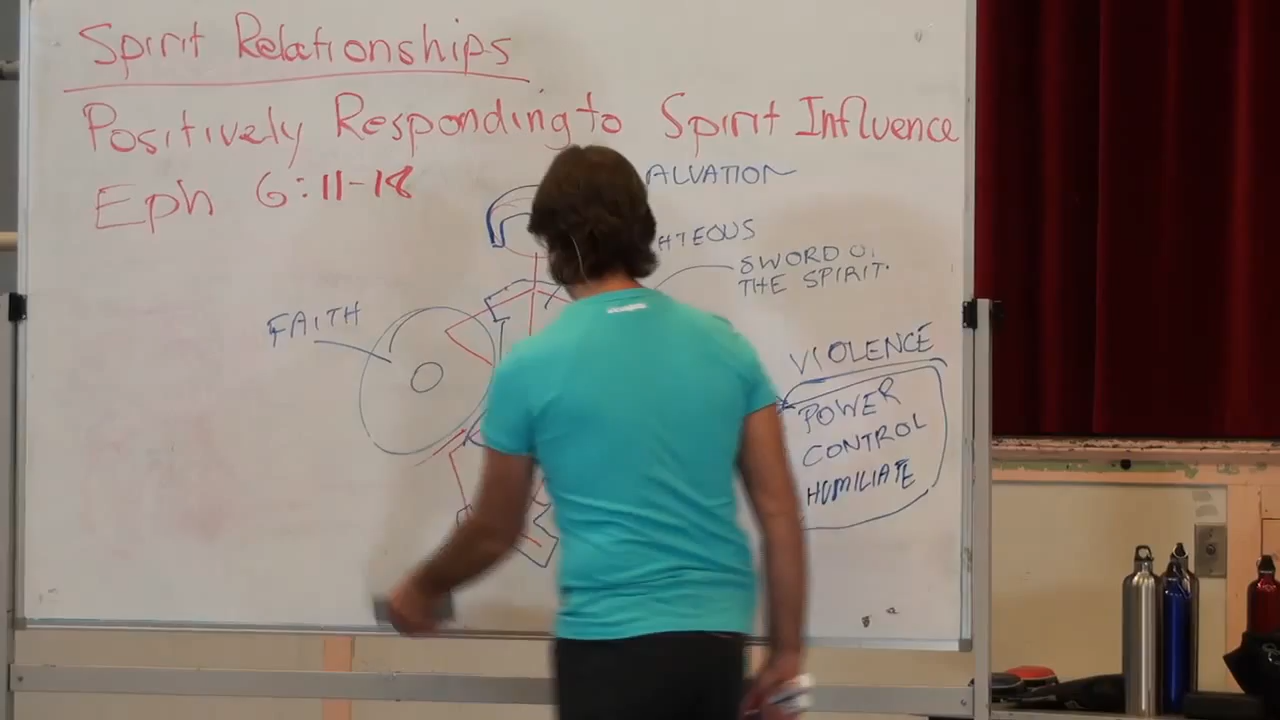 Spirit Relationships
Positively Responding to Spirit Influence
Eph 6:11-18
ALVATION
HTEOUS
SWORD O
THE SPIRIT.
FAITH
VIOLENCE
POWER
CONTROL
HUMILIATE